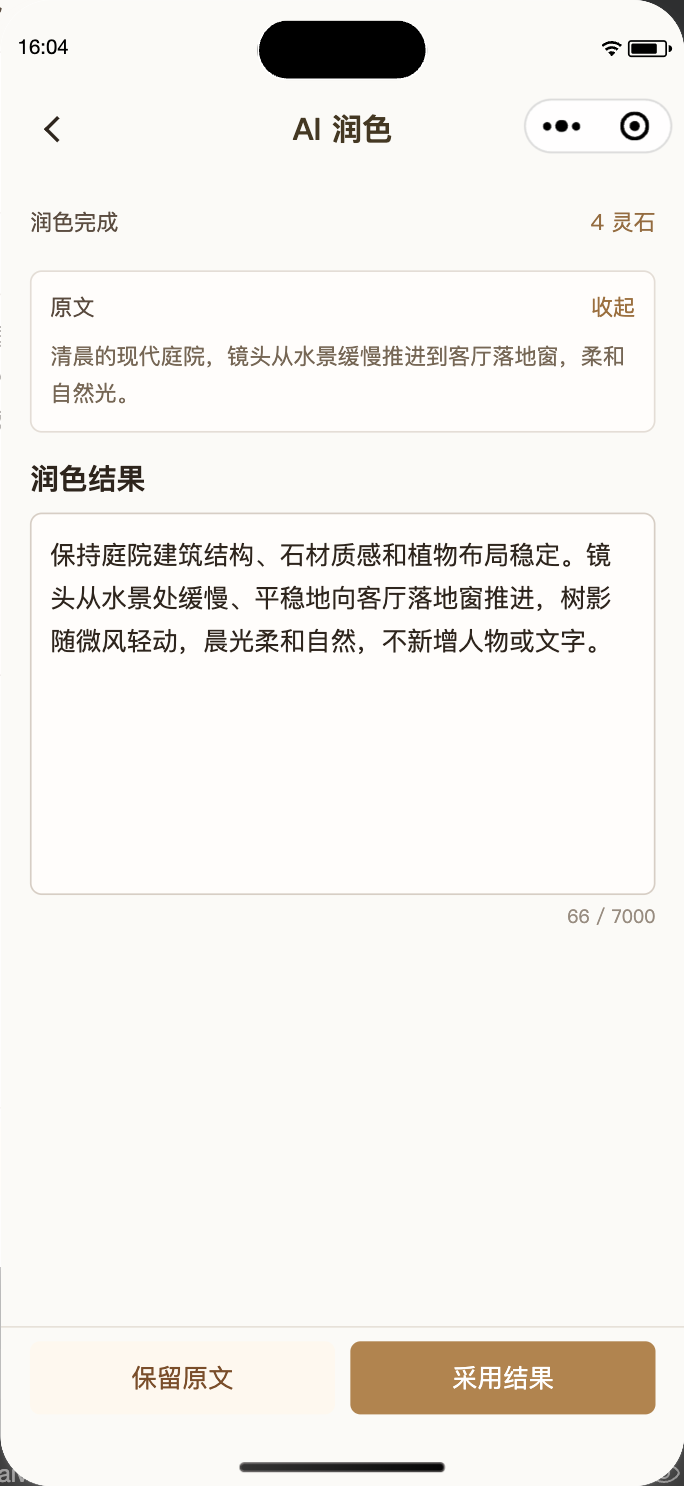 16:04
AI 润色
润色完成
4 灵石
原文
收起
清晨的现代庭院，镜头从水景缓慢推进到客厅落地窗，柔和
自然光。
润色结果
保持庭院建筑结构、石材质感和植物布局稳定。镜
头从水景处缓慢、平稳地向客厅落地窗推进，树影
随微风轻动，晨光柔和自然，不新增人物或文字。
66 / 7000
保留原文
采用结果